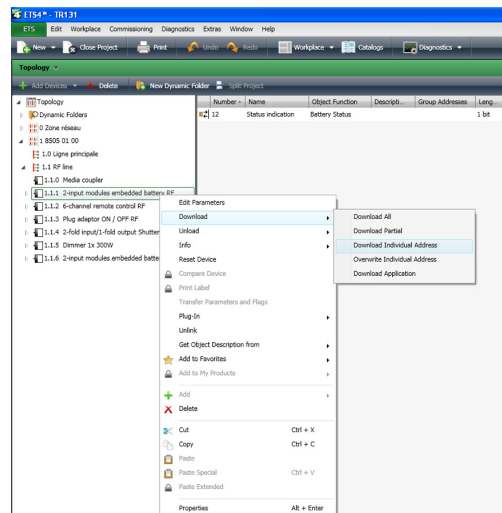 ETS4™ - TR131
ETS Edit Workplace Commissioning Diagnostics Extras Window Help
New Close Project Print Undo Redo Workplace Catalogs Diagnostics
Topology
Add Devices Delete New Dynamic Folder Split Project
Topology
Dynamic Folders
0 Zone réseau
1 8505 01 00
1.0 Ligne principale
1.1 RF line
1.1.0 Media coupler
1.1.1 2-input modules embedded battery RF
1.1.2 6-channel remote control RF
1.1.3 Plug adaptor ON / OFF RF
1.1.4 2-fold input/1-fold output Shutter
1.1.5 Dimmer 1x 300W
1.1.6 2-input modules embedded batte
Number Name Object Function Descripti... Group Addresses Leng...
12 Status indication Battery Status 1 bit
Edit Parameters
Download
Unload
Info
Reset Device
Compare Device
Print Label
Transfer Parameters and Flags
Plug-In
Unlink
Get Object Description from
Add to Favorites
Add to My Products
Add
Delete
Cut Ctrl + X
Copy Ctrl + C
Paste
Paste Special Ctrl + V
Paste Extended
Properties Alt + Enter
Download All
Download Partial
Download Individual Address
Overwrite Individual Address
Download Application